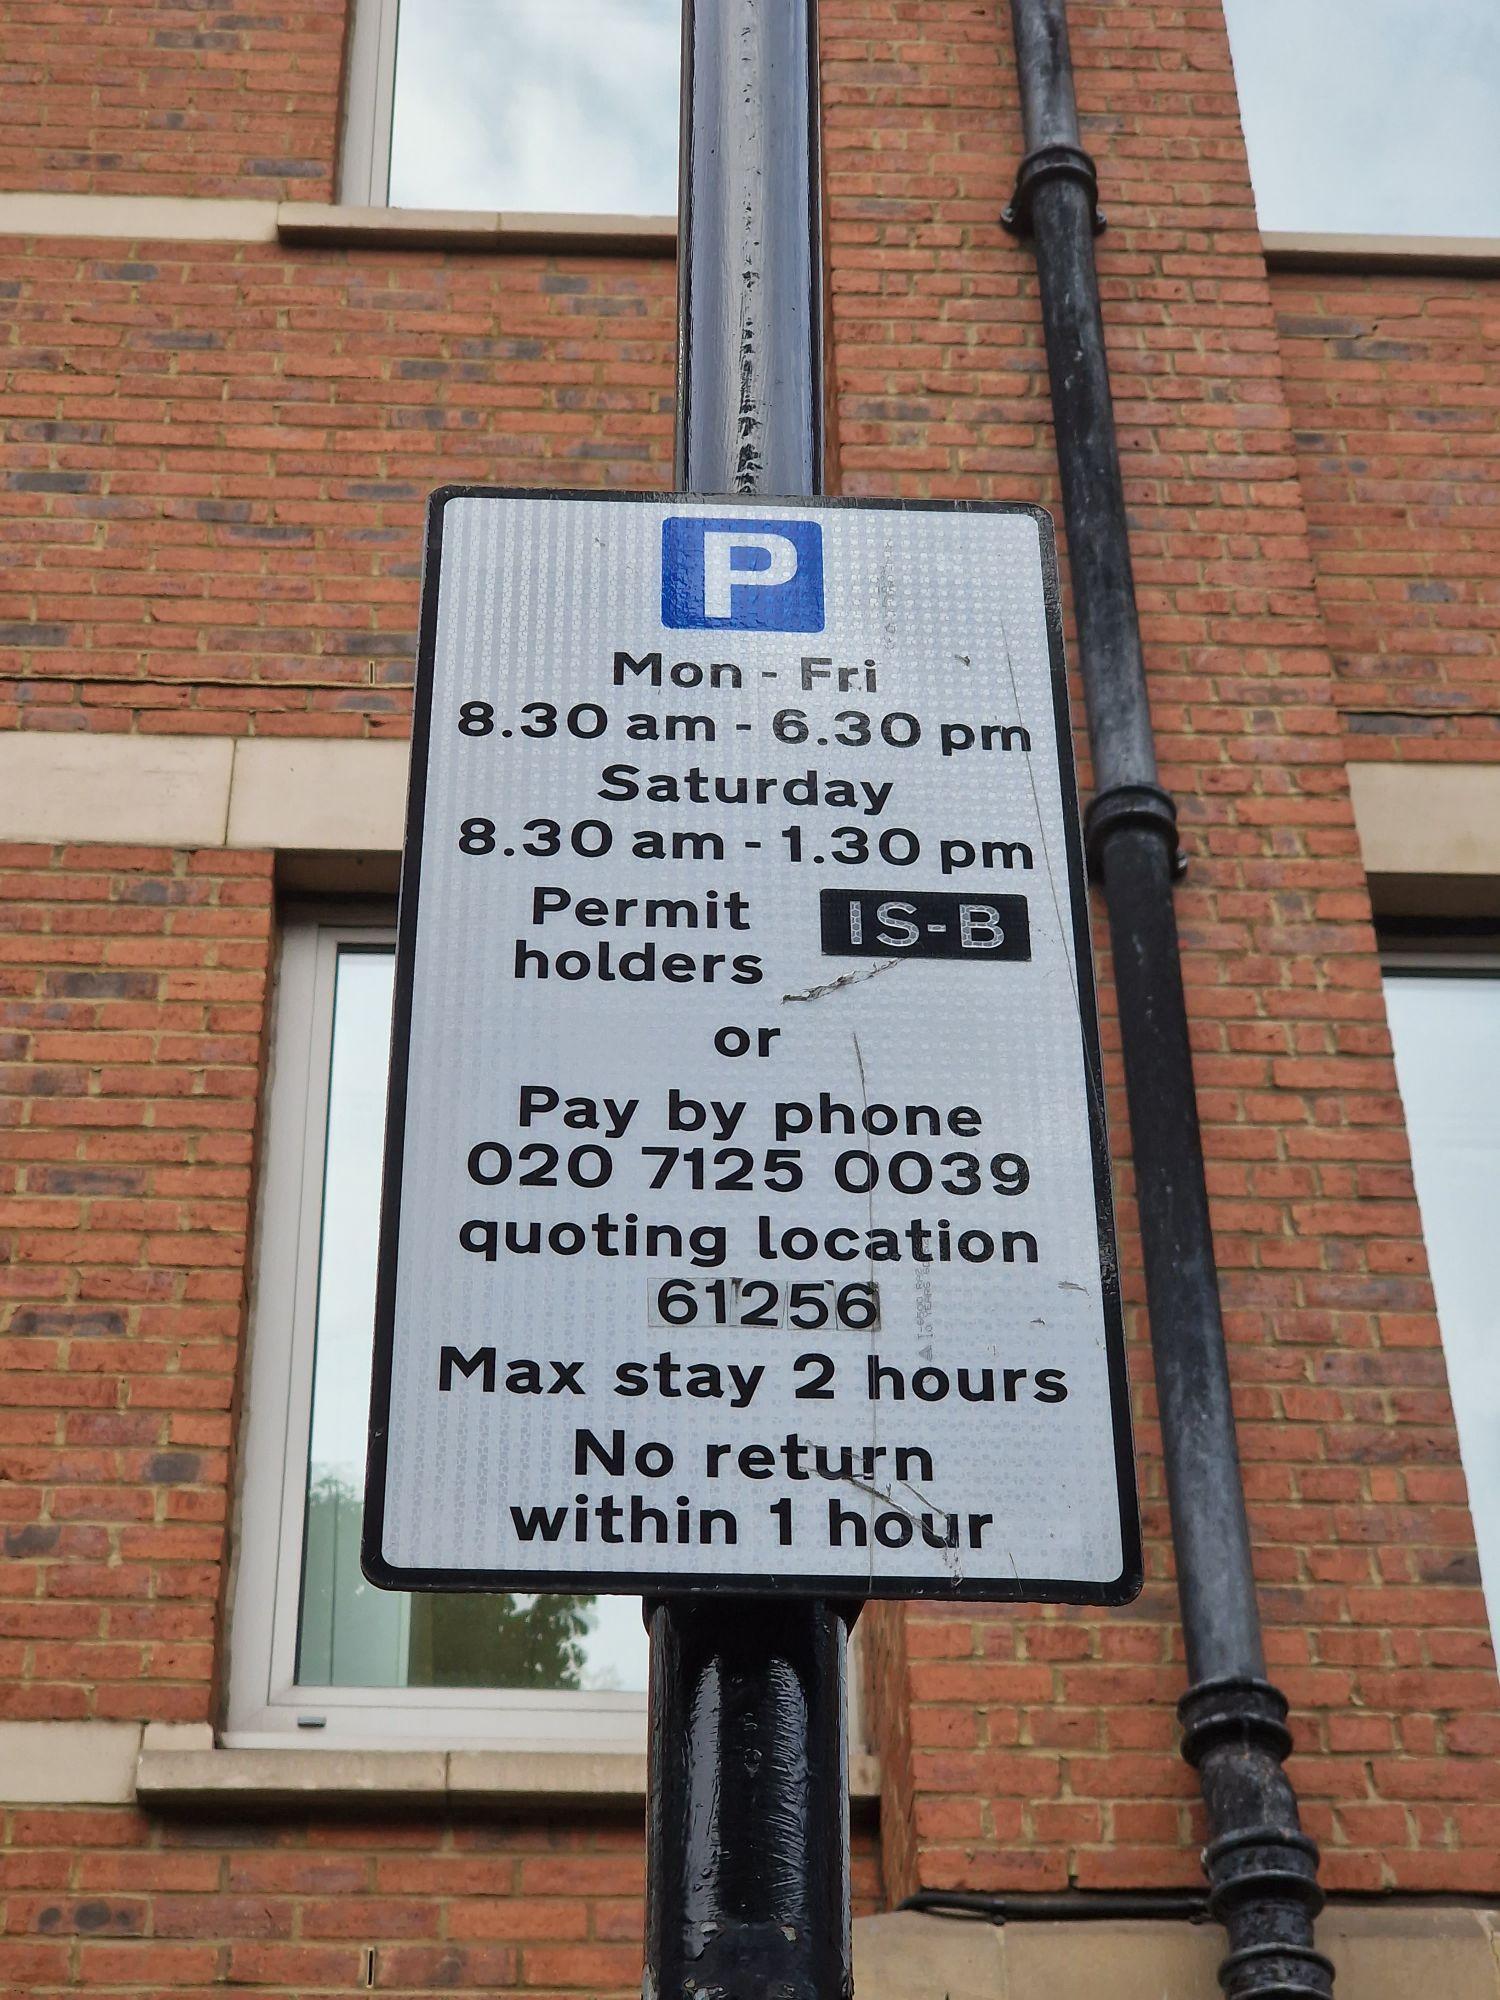 P
Mon - Fri
8.30 am - 6.30 pm
Saturday
8.30 am - 1.30 pm
Permit IS-B
holders
or
Pay by phone
020 7125 0039
quoting location
61256
Max stay 2 hours
No return
within 1 hour